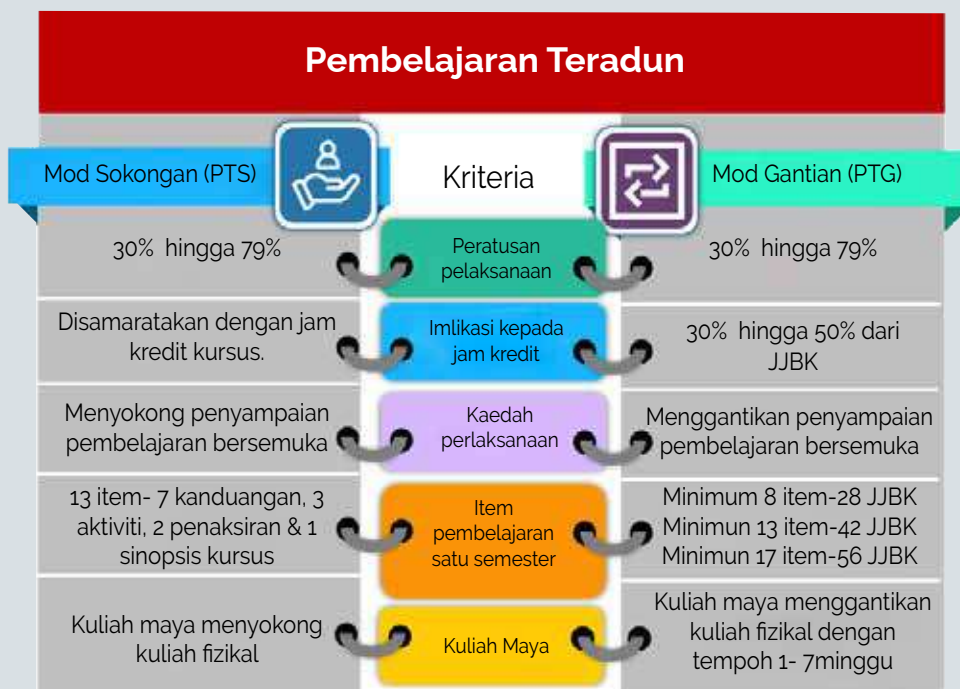 Pembelajaran Teradun
Mod Sokongan (PTS)
Kriteria
Mod Gantian (PTG)
30% hingga 79%
Peratusan
pelaksanaan
30% hingga 79%
Disamaratakan dengan jam
kredit kursus.
Imlikasi kepada
jam kredit
30% hingga 50% dari
JJBK
Menyokong penyampaian
pembelajaran bersemuka
Kaedah
perlaksanaan
Menggantikan penyampaian
pembelajaran bersemuka
13 item- 7 kanduangan, 3
aktiviti, 2 penaksiran & 1
sinopsis kursus
Item
pembelajaran
satu semester
Minimum 8 item-28 JJBK
Minimun 13 item-42 JJBK
Minimun 17 item-56 JJBK
Kuliah maya menyokong
kuliah fizikal
Kuliah Maya
Kuliah maya menggantikan
kuliah fizikal dengan
tempoh 1- 7minggu